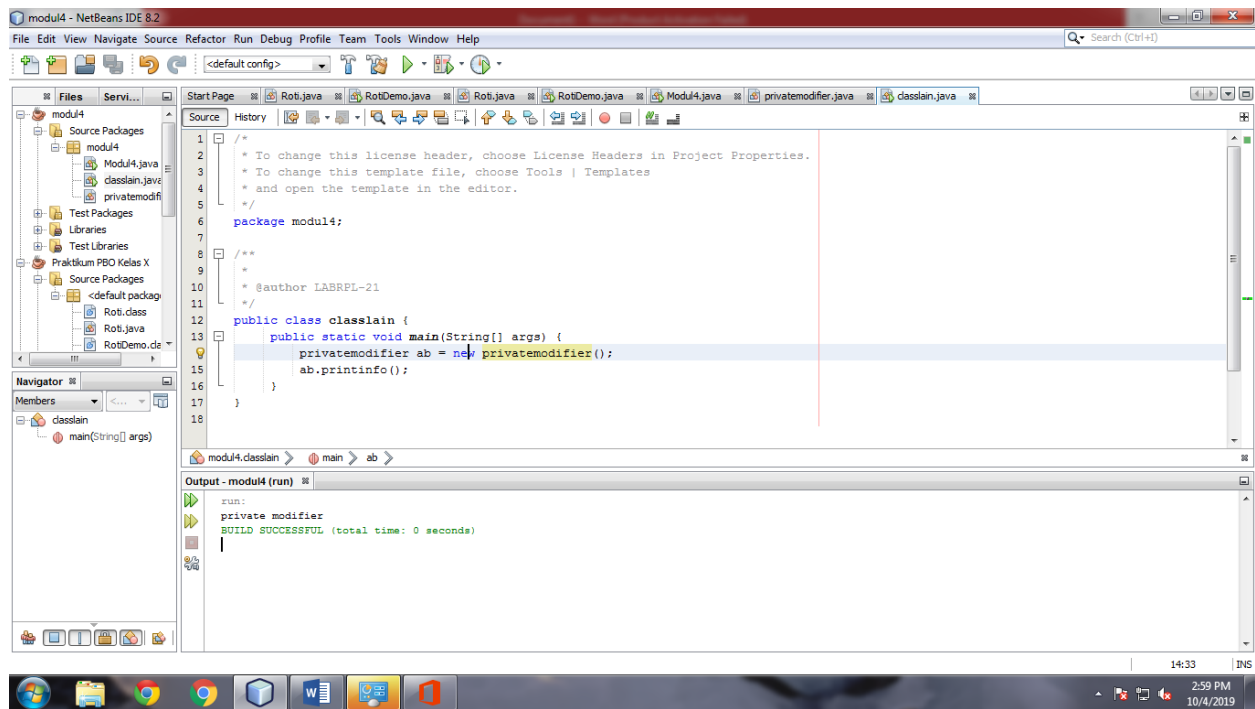 modul4 - NetBeans IDE 8.2
File Edit View Navigate Source Refactor Run Debug Profile Team Tools Window Help
Search (Ctrl+I)
<default config>
Files Servi...
Start Page Roti.java RotiDemo.java Roti.java RotiDemo.java Modul4.java privatemodifier.java classlain.java
modul4
Source Packages
modul4
Modul4.java
classlain.java
privatemodifi
Test Packages
Libraries
Test Libraries
Praktikum PBO Kelas X
Source Packages
<default packag
Roti.class
Roti.java
RotiDemo.cla
Navigator
Members <...
classlain
main(String[] args)
Source History
1 /*
2 * To change this license header, choose License Headers in Project Properties.
3 * To change this template file, choose Tools | Templates
4 * and open the template in the editor.
5 */
6 package modul4;
7
8 /**
9 *
10 * @author LABRPL-21
11 */
12 public class classlain {
13 public static void main(String[] args) {
privatemodifier ab = new privatemodifier();
15 ab.printinfo();
16 }
17 }
18
modul4.classlain main ab
Output - modul4 (run)
run:
private modifier
BUILD SUCCESSFUL (total time: 0 seconds)
14:33 INS
2:59 PM
10/4/2019